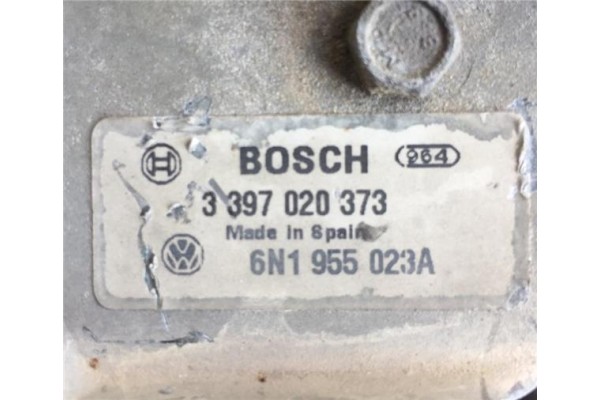 BOSCH 964
3 397 020 373
Made in Spain
6N1 955 023A